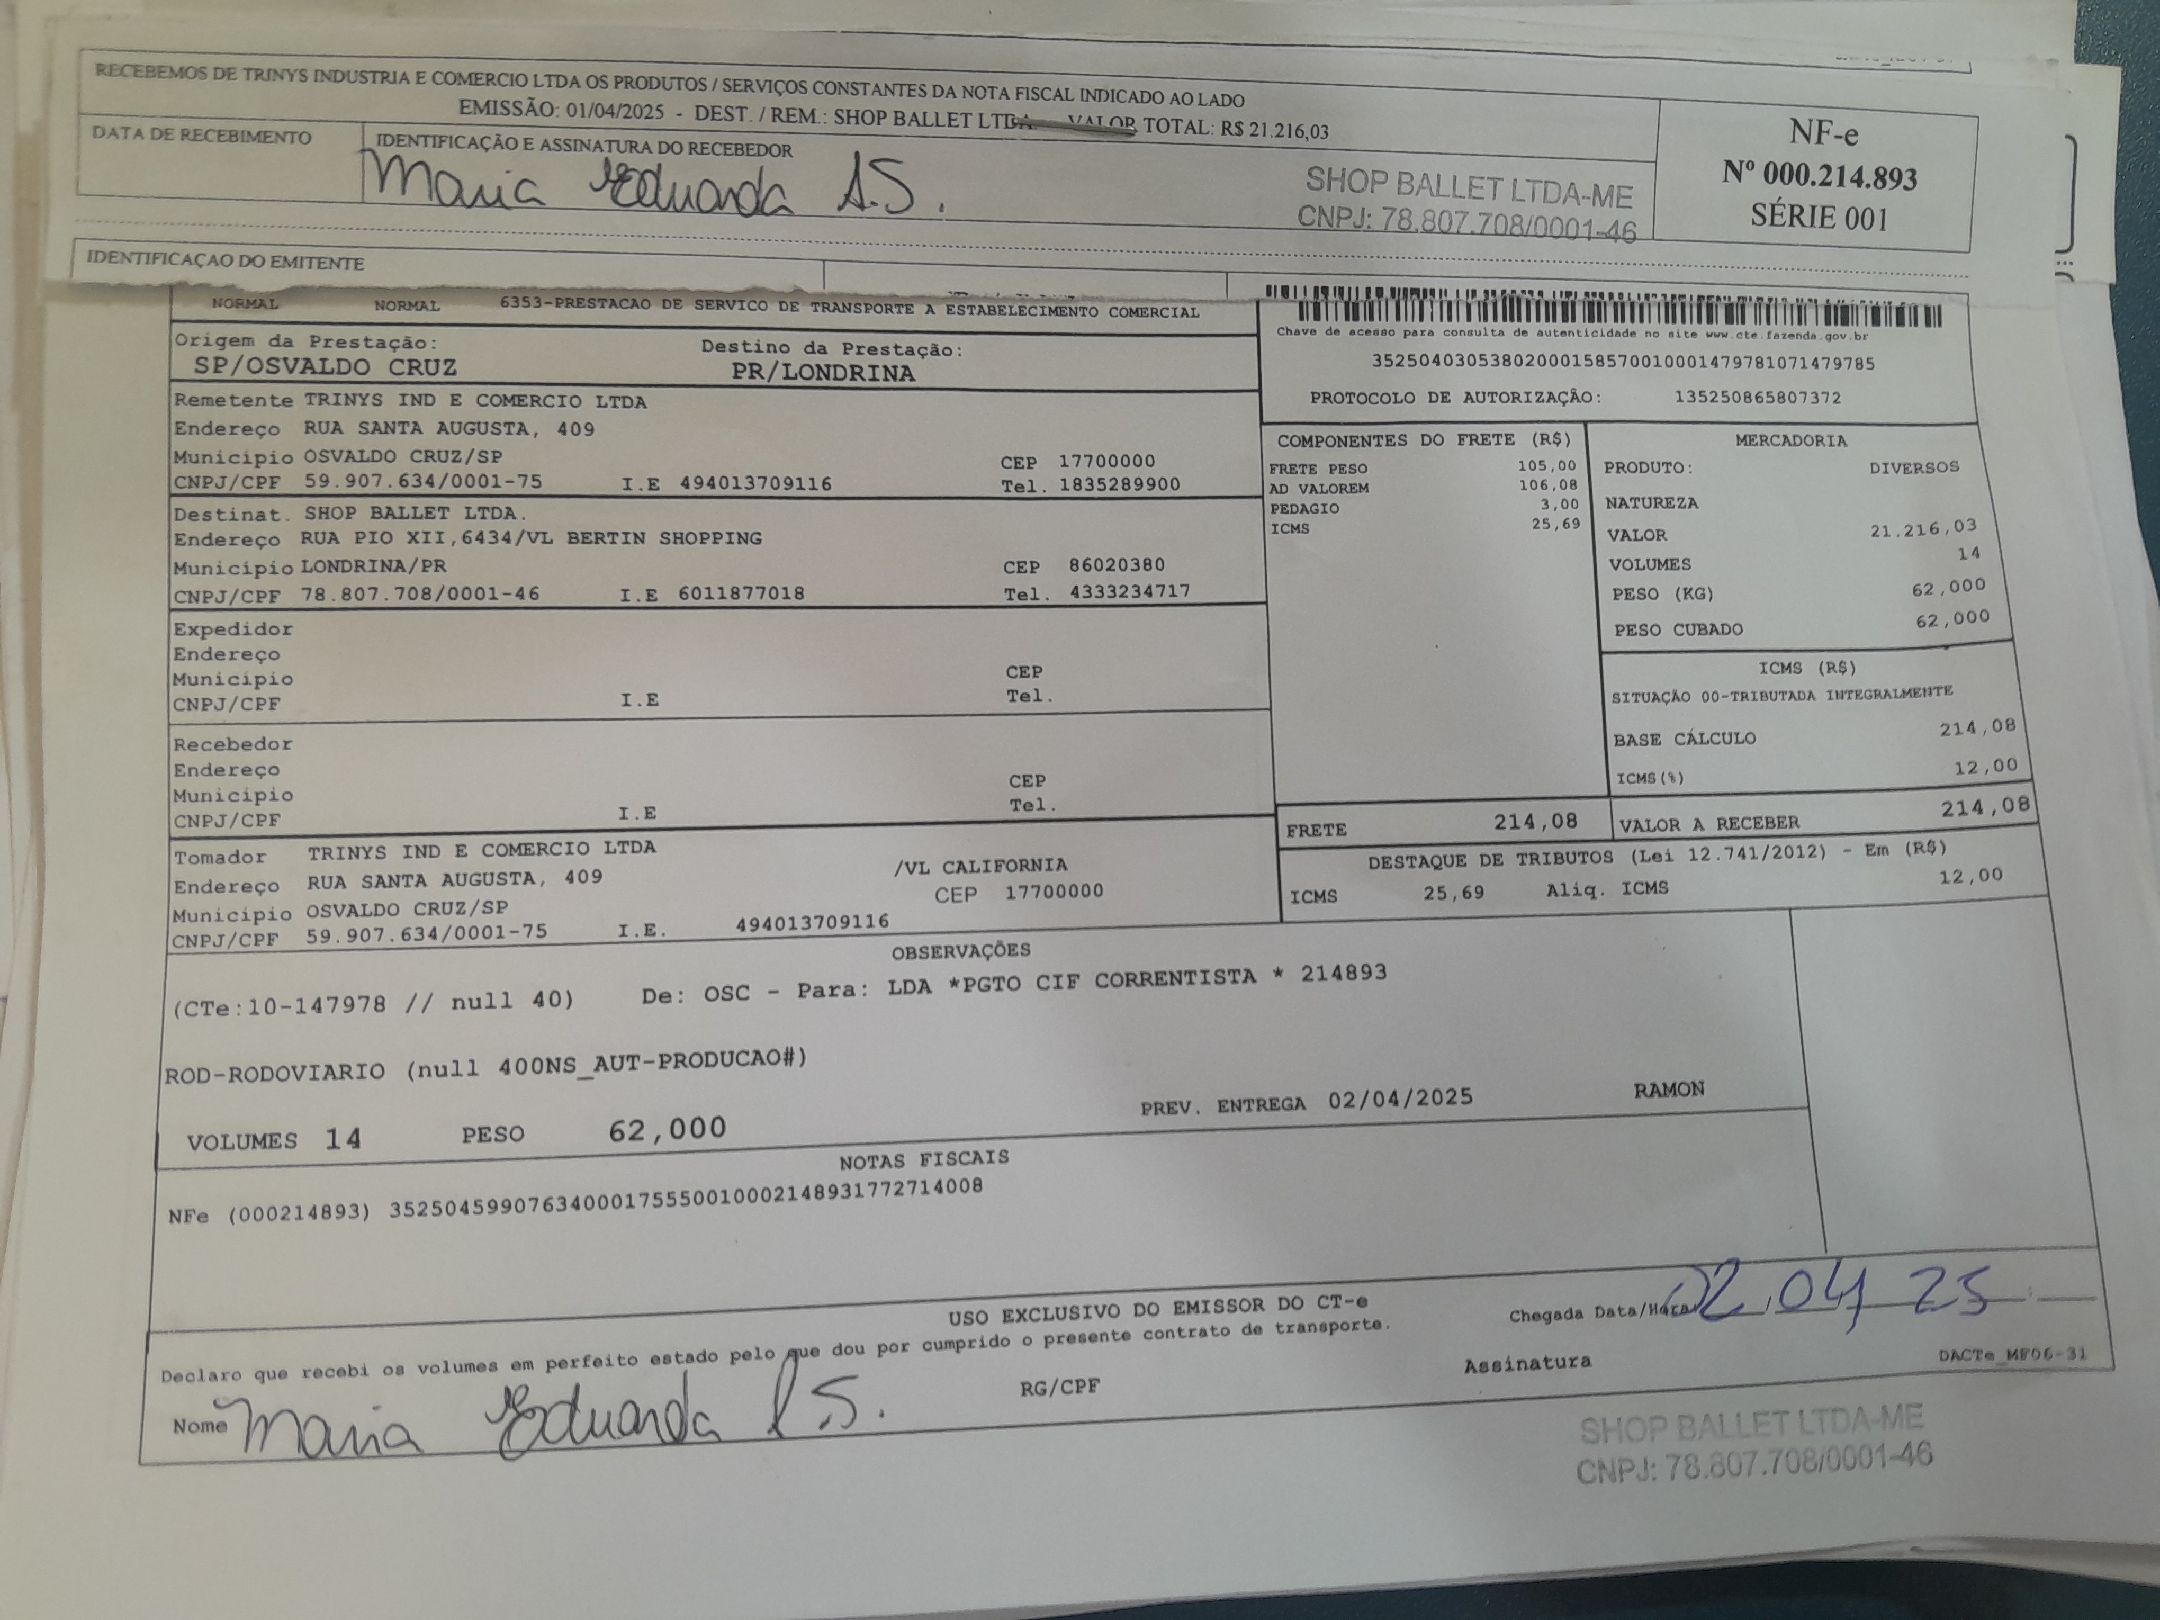 RECEBEMOS DE TRINYS INDUSTRIA E COMERCIO LTDA OS PRODUTOS / SERVIÇOS CONSTANTES DA NOTA FISCAL INDICADO AO LADO
EMISSÃO: 01/04/2025 - DEST. / REM.: SHOP BALLET LTDA. VALOR TOTAL: R$ 21.216,03
DATA DE RECEBIMENTO
IDENTIFICAÇÃO E ASSINATURA DO RECEBEDOR
Maria Eduarda A.S.
SHOP BALLET LTDA-ME
CNPJ: 78.807.708/0001-46
NF-e
Nº 000.214.893
SÉRIE 001
IDENTIFICAÇAO DO EMITENTE
NORMAL NORMAL 6353-PRESTACAO DE SERVICO DE TRANSPORTE A ESTABELECIMENTO COMERCIAL
Chave de acesso para consulta de autenticidade no site www.cte.fazenda.gov.br
35250403053802000158570010001479781071479785
PROTOCOLO DE AUTORIZAÇÃO: 135250865807372
Origem da Prestação: Destino da Prestação:
SP/OSVALDO CRUZ PR/LONDRINA
Remetente TRINYS IND E COMERCIO LTDA
Endereço RUA SANTA AUGUSTA, 409
Município OSVALDO CRUZ/SP CEP 17700000
CNPJ/CPF 59.907.634/0001-75 I.E 494013709116 Tel. 1835289900
Destinat. SHOP BALLET LTDA.
Endereço RUA PIO XII,6434/VL BERTIN SHOPPING
Município LONDRINA/PR CEP 86020380
CNPJ/CPF 78.807.708/0001-46 I.E 6011877018 Tel. 4333234717
Expedidor
Endereço
Município CEP
CNPJ/CPF I.E Tel.
Recebedor
Endereço
Município CEP
CNPJ/CPF I.E Tel.
Tomador TRINYS IND E COMERCIO LTDA
Endereço RUA SANTA AUGUSTA, 409 /VL CALIFORNIA
Município OSVALDO CRUZ/SP CEP 17700000
CNPJ/CPF 59.907.634/0001-75 I.E. 494013709116
COMPONENTES DO FRETE (R$)
FRETE PESO 105,00
AD VALOREM 106,08
PEDAGIO 3,00
ICMS 25,69
MERCADORIA
PRODUTO: DIVERSOS
NATUREZA
VALOR 21.216,03
VOLUMES 14
PESO (KG) 62,000
PESO CUBADO 62,000
ICMS (R$)
SITUAÇÃO 00-TRIBUTADA INTEGRALMENTE
BASE CÁLCULO 214,08
ICMS(%) 12,00
FRETE 214,08 VALOR A RECEBER 214,08
DESTAQUE DE TRIBUTOS (Lei 12.741/2012) - Em (R$)
ICMS 25,69 Aliq. ICMS 12,00
OBSERVAÇÕES
(CTe:10-147978 // null 40) De: OSC - Para: LDA *PGTO CIF CORRENTISTA * 214893
ROD-RODOVIARIO (null 400NS_AUT-PRODUCAO#)
VOLUMES 14 PESO 62,000 PREV. ENTREGA 02/04/2025 RAMON
NOTAS FISCAIS
NFe (000214893) 35250459907634000175550010002148931772714008
USO EXCLUSIVO DO EMISSOR DO CT-e
Declaro que recebi os volumes em perfeito estado pelo que dou por cumprido o presente contrato de transporte.
Chegada Data/Hora 02 04 25
Nome Maria Eduarda S.
RG/CPF
Assinatura
DACTe_MF06-31
SHOP BALLET LTDA-ME
CNPJ: 78.807.708/0001-46